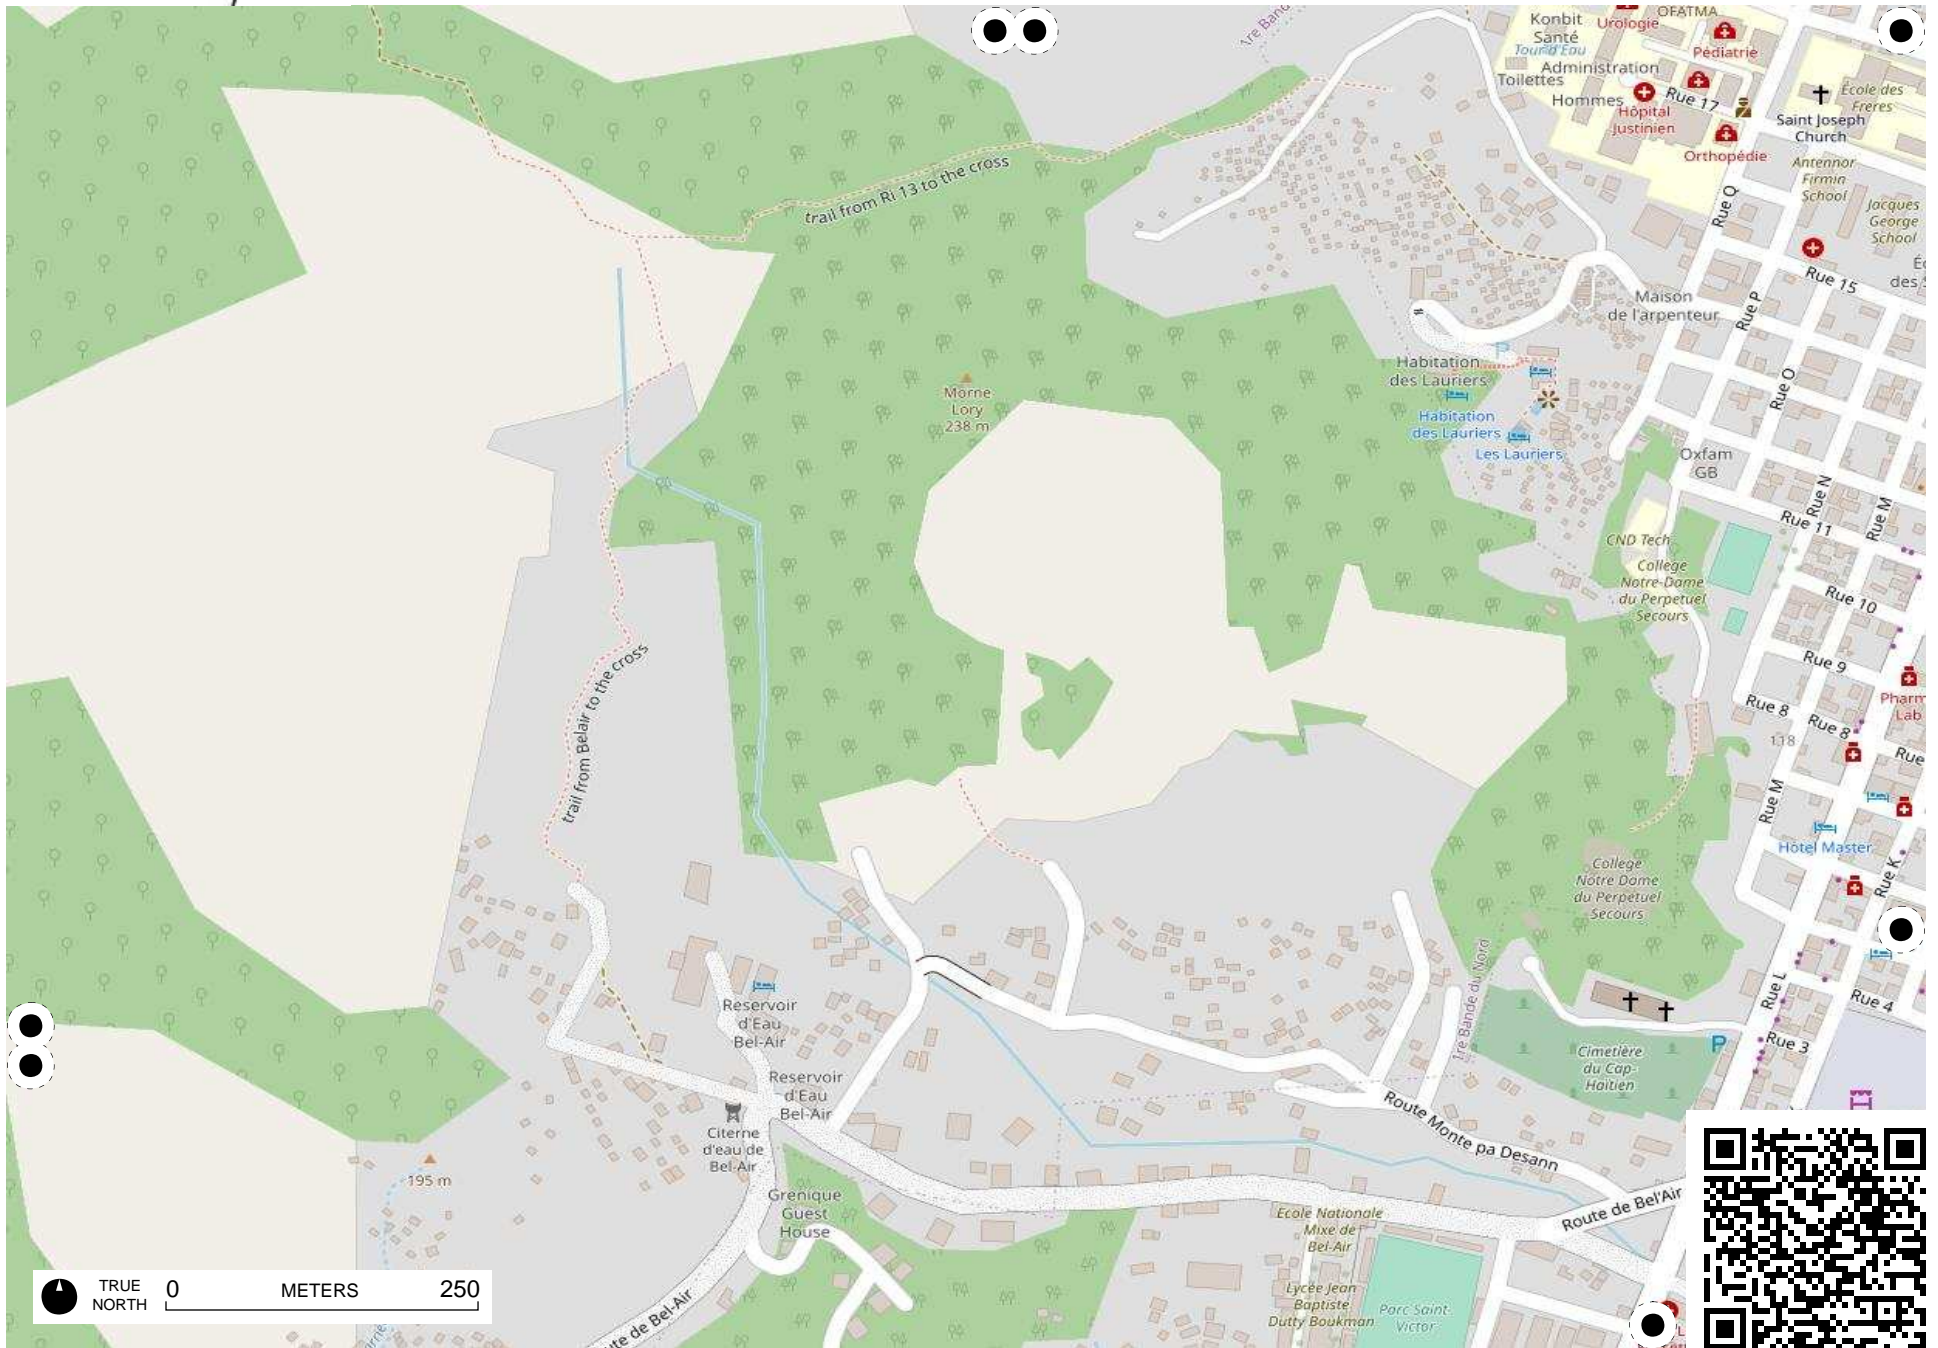 1re Band
Konbit
Santé
Urologie
OFATMA
Pédiatrie
Tour d'Eau
Administration
Toilettes
Hommes
Hôpital
Justinien
Rue 17
Orthopédie
Saint Joseph
Church
École des
Freres
Antennor
Firmin
School
Jacques
George
School
Rue Q
Rue 15
des S
Rue P
Maison
de l'arpenteur
trail from Ri 13 to the cross
Morne
Lory
238 m
Habitation
des Lauriers
Habitation
des Lauriers
Les Lauriers
P
Rue O
Oxfam
GB
Rue N
Rue M
Rue 11
CND Tech
College
Notre-Dame
du Perpetuel
Secours
Rue 10
Rue 9
Rue 8
Rue 8
Rue
118
Pharm
Lab
trail from Belair to the cross
Rue M
Hotel Master
Rue K
College
Notre Dame
du Perpetuel
Secours
1re Bande du Nord
Rue L
Rue 4
Rue 3
P
Cimetière
du Cap-
Haïtien
Reservoir
d'Eau
Bel-Air
Reservoir
d'Eau
Bel-Air
Citerne
d'eau de
Bel-Air
195 m
Route Monte pa Desann
Route de Bel'Air
Grenique
Guest
House
Ecole Nationale
Mixe de
Bel-Air
Lycée Jean
Baptiste
Dutty Boukman
Parc Saint-
Victor
ute de Bel-Air
TRUE
NORTH
0 METERS 250